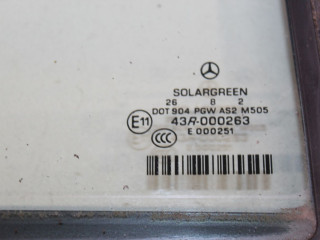 SOLARGREEN
26 8 2
DOT 904 PGW AS2 M505
E11 43R-000263
CCC E 000251